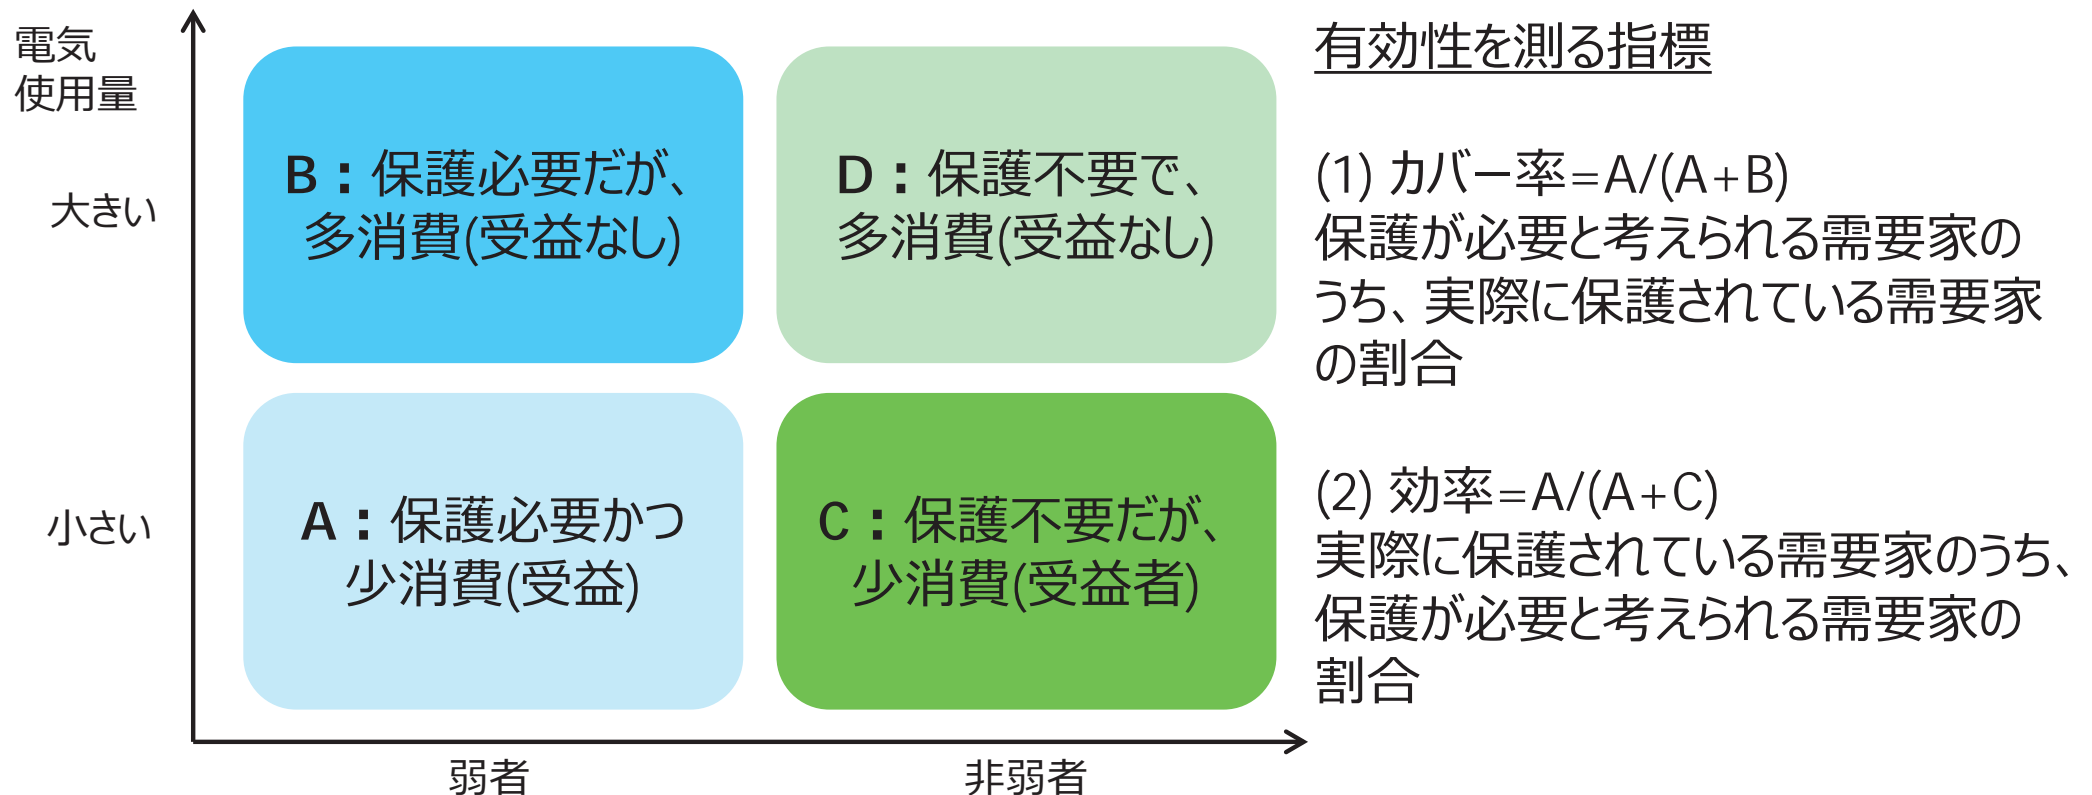 電気
使用量
大きい
小さい
B：保護必要だが、
多消費(受益なし)
D：保護不要で、
多消費(受益なし)
A：保護必要かつ
少消費(受益)
C：保護不要だが、
少消費(受益者)
弱者
非弱者
有効性を測る指標
(1) カバー率=A/(A+B)
保護が必要と考えられる需要家の
うち、実際に保護されている需要家
の割合
(2) 効率=A/(A+C)
実際に保護されている需要家のうち、
保護が必要と考えられる需要家の
割合